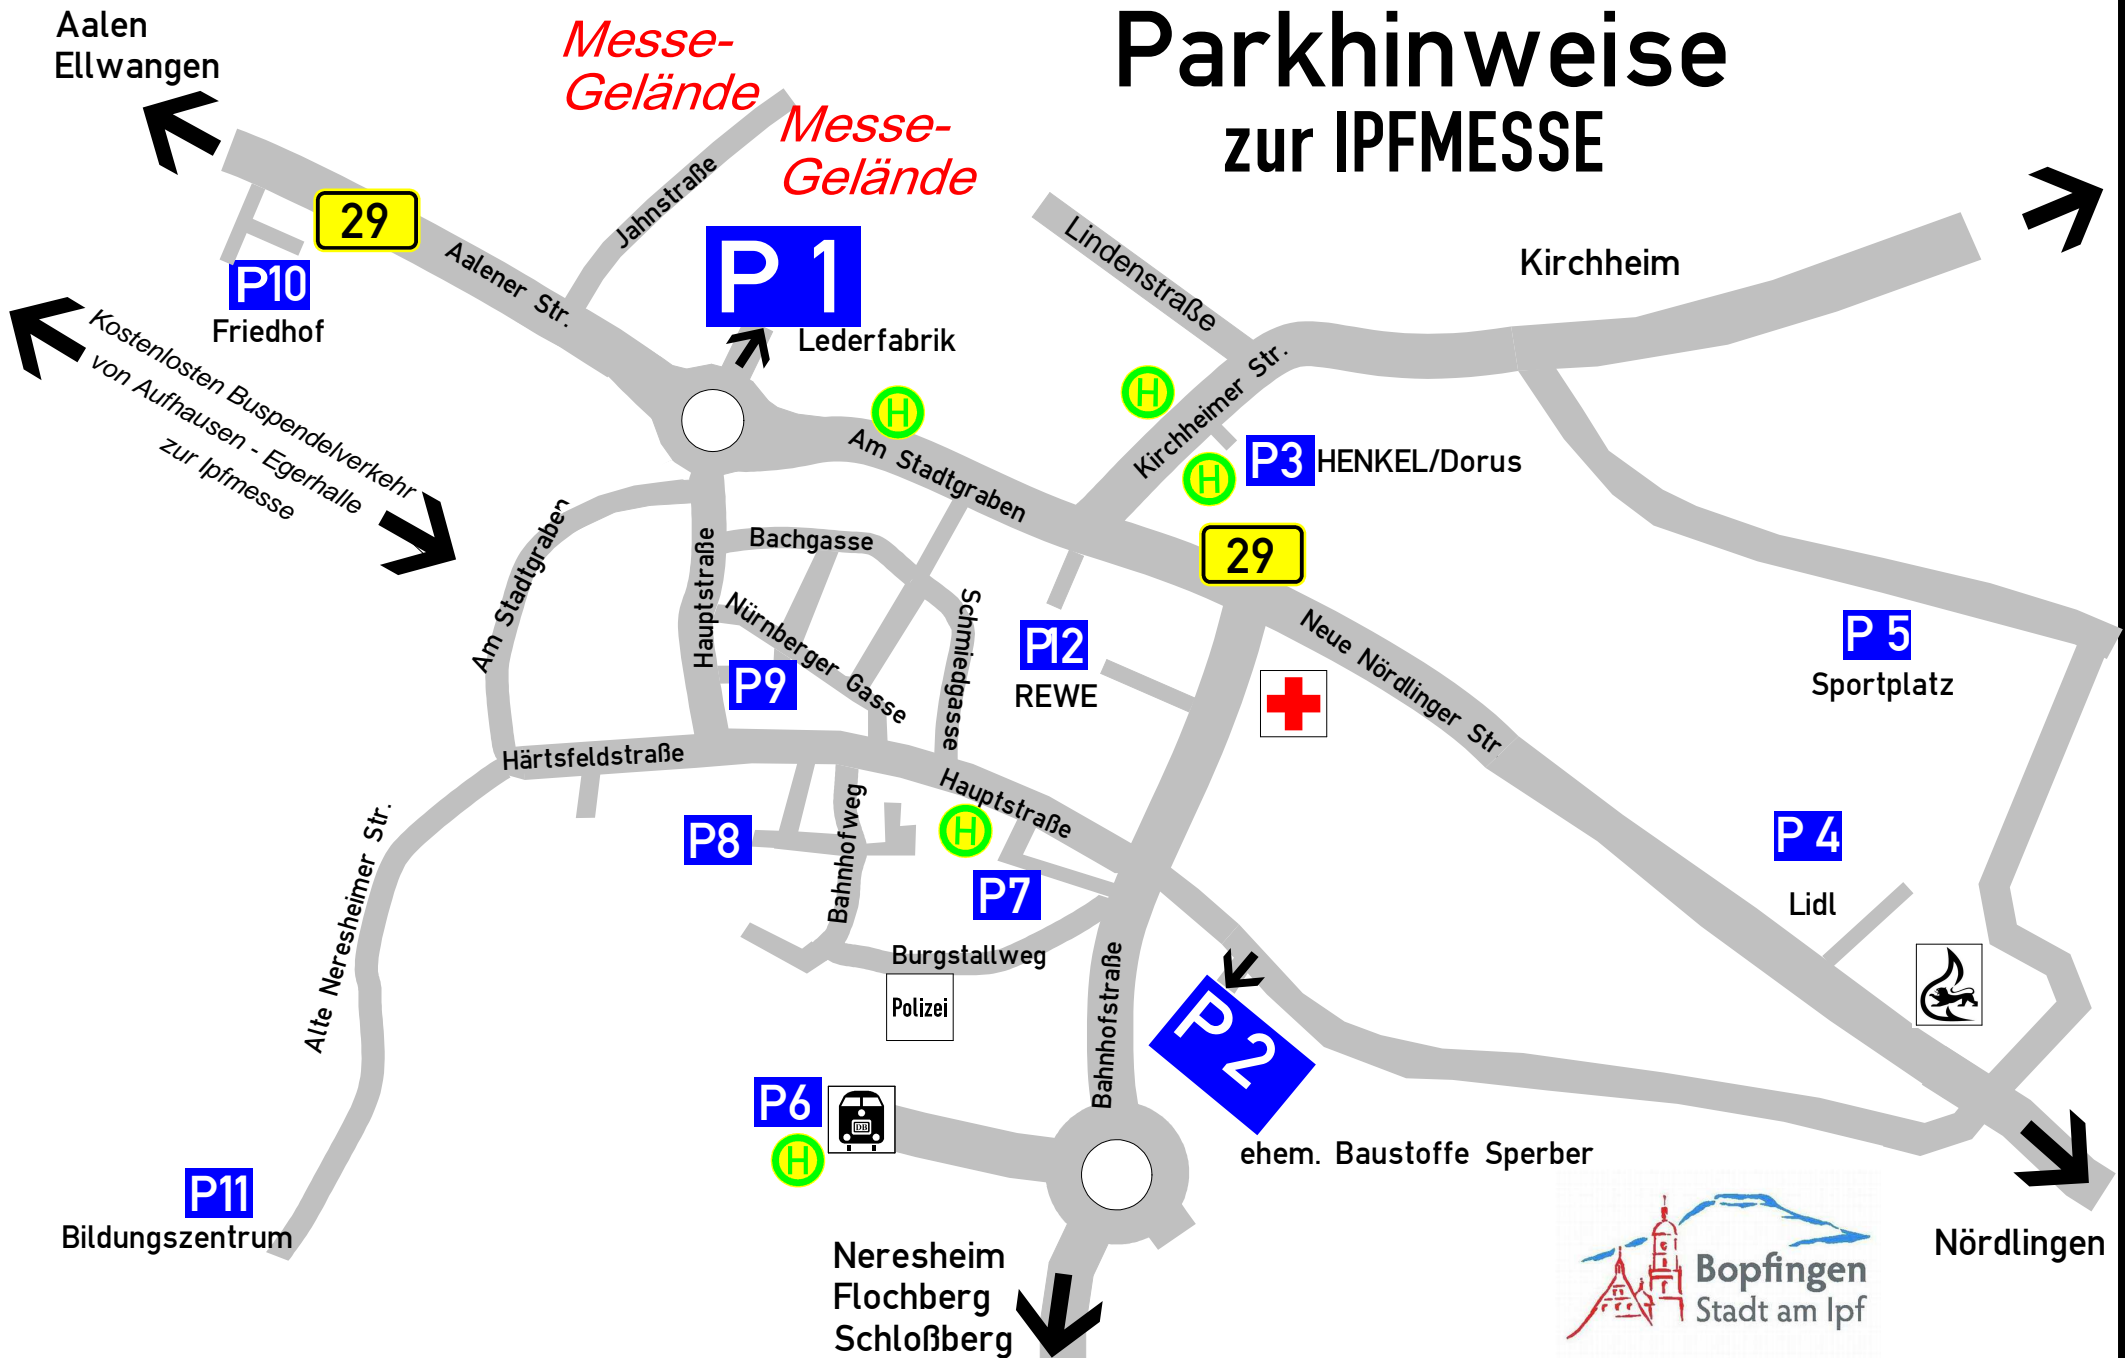 Aalen
Ellwangen
Messe-
Gelände
Messe-
Gelände
Parkhinweise
zur IPFMESSE
29
Jahnstraße
Aalener Str.
P10
Friedhof
P 1
Lederfabrik
Lindenstraße
Kirchheim
Kostenlosten Buspendelverkehr
von Aufhausen - Egerhalle
zur Ipfmesse
H
H
Kirchheimer Str.
H
P3 HENKEL/Dorus
Am Stadtgraben
29
Am Stadtgraben
Hauptstraße
Bachgasse
Nürnberger Gasse
Schmiedgasse
P9
P12
REWE
Neue Nördlinger Str
P 5
Sportplatz
Härtsfeldstraße
Hauptstraße
H
P8
Bahnhofweg
P7
P 4
Lidl
Alte Neresheimer Str.
Burgstallweg
Polizei
Bahnhofstraße
P 2
ehem. Baustoffe Sperber
P6
DB
H
P11
Bildungszentrum
Neresheim
Flochberg
Schloßberg
Nördlingen
Bopfingen
Stadt am Ipf